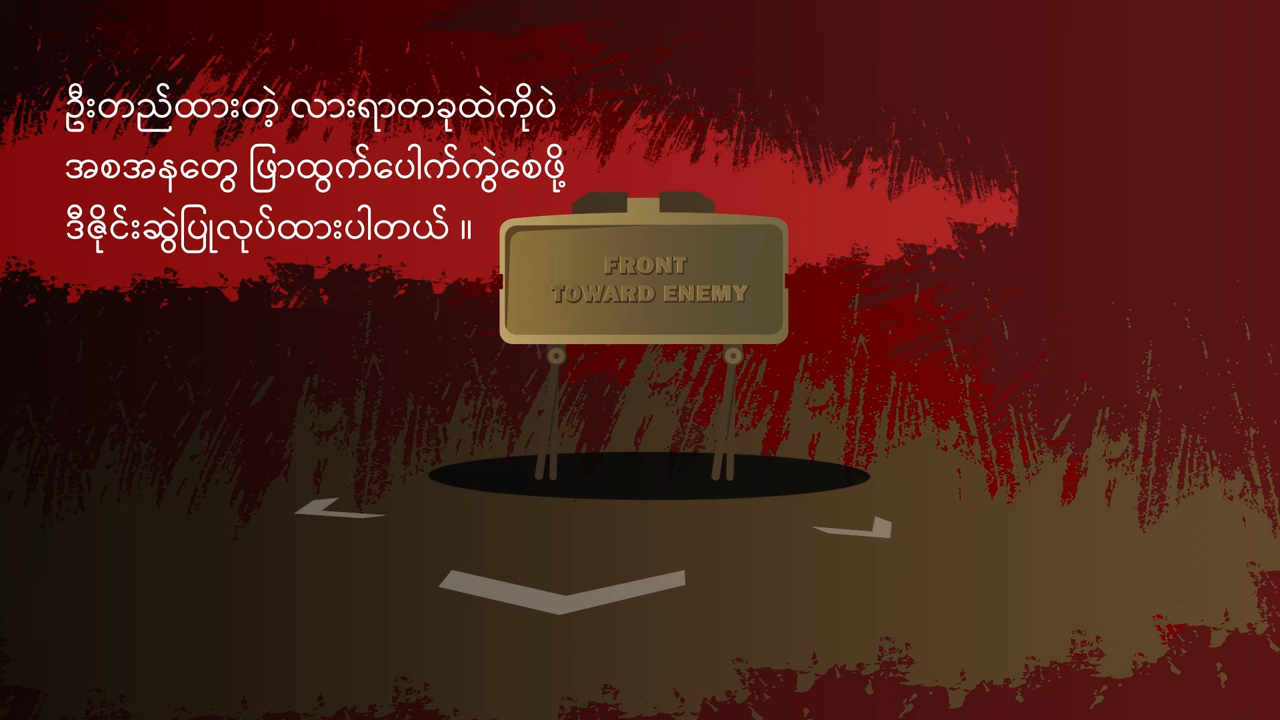 ဦးတည်ထားတဲ့ လားရာတခုထဲကိုပဲ
အစအနတွေ ဖြာထွက်ပေါက်ကွဲစေဖို့
ဒီဇိုင်းဆွဲပြုလုပ်ထားပါတယ် ။
FRONT
TOWARD ENEMY